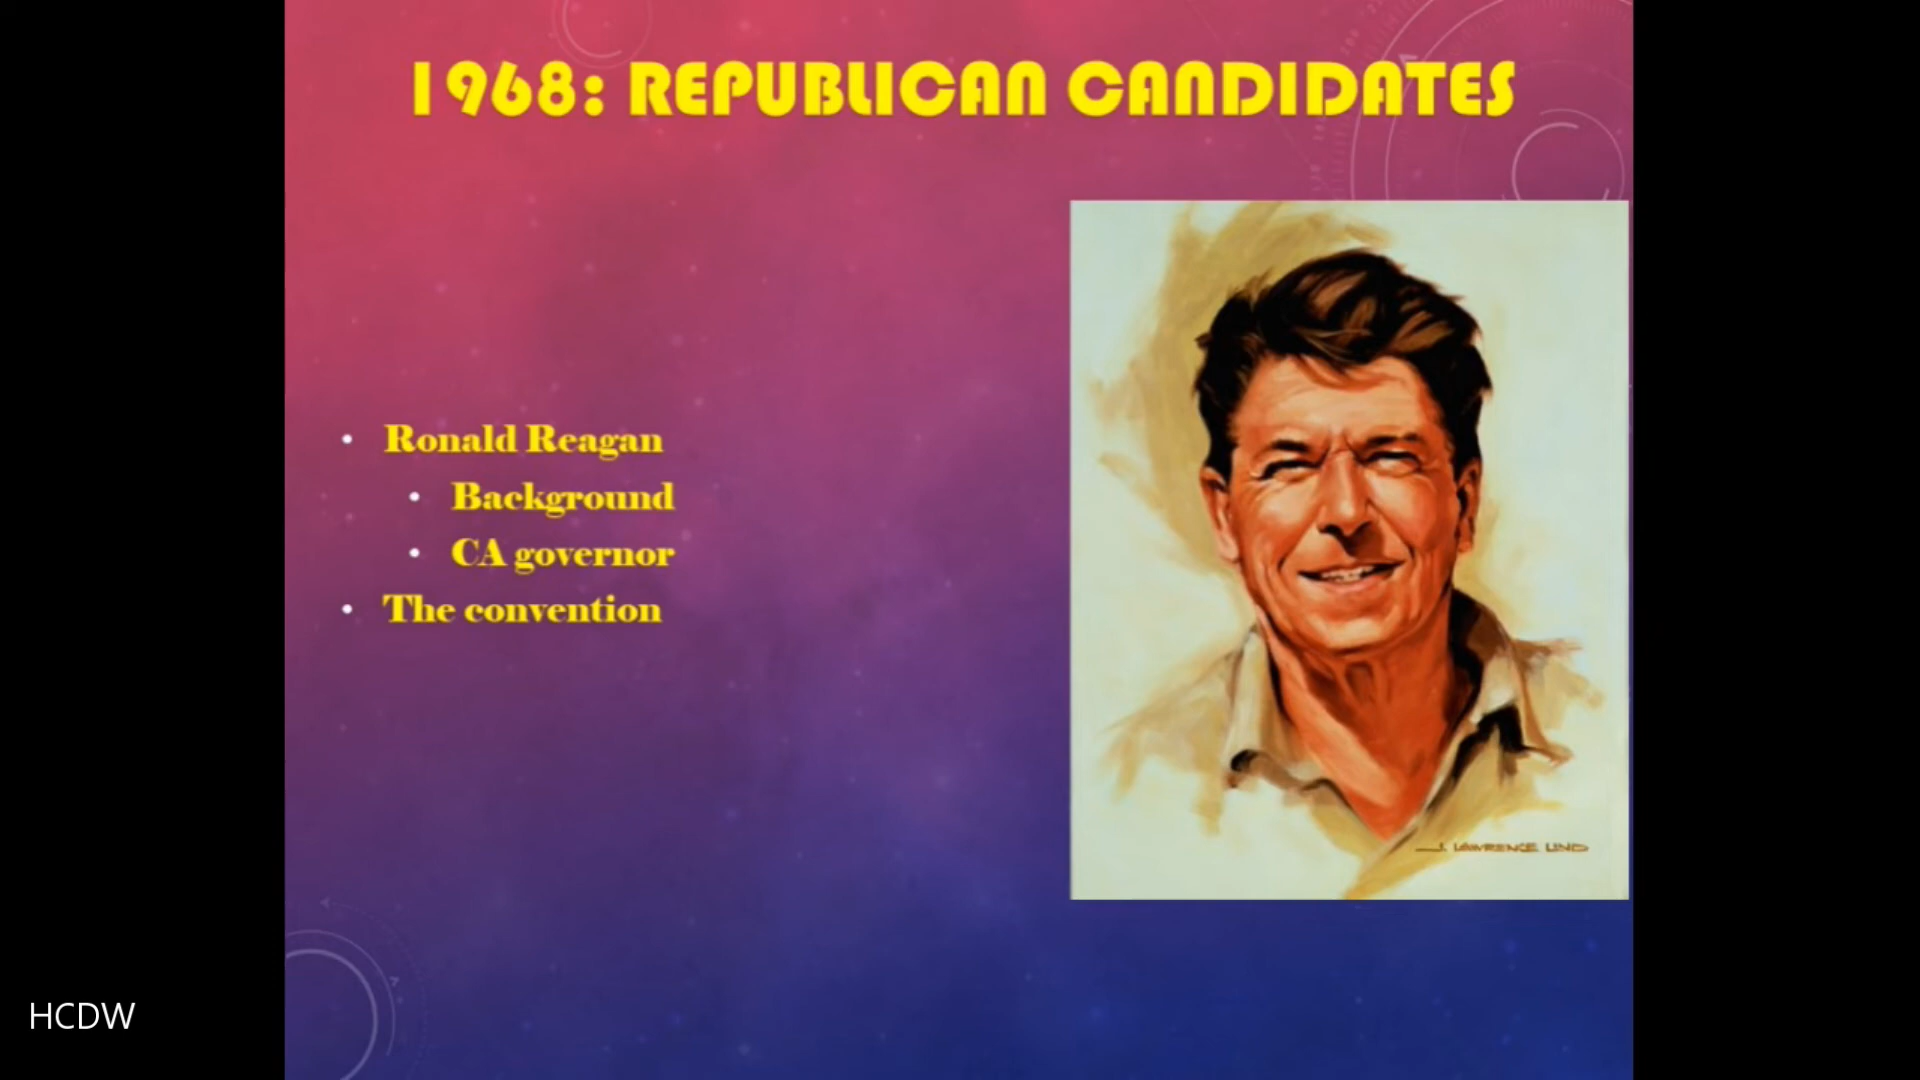 1968: REPUBLICAN CANDIDATES
• Ronald Reagan
• Background
• CA governor
• The convention
J. LAWRENCE LIND
HCDW